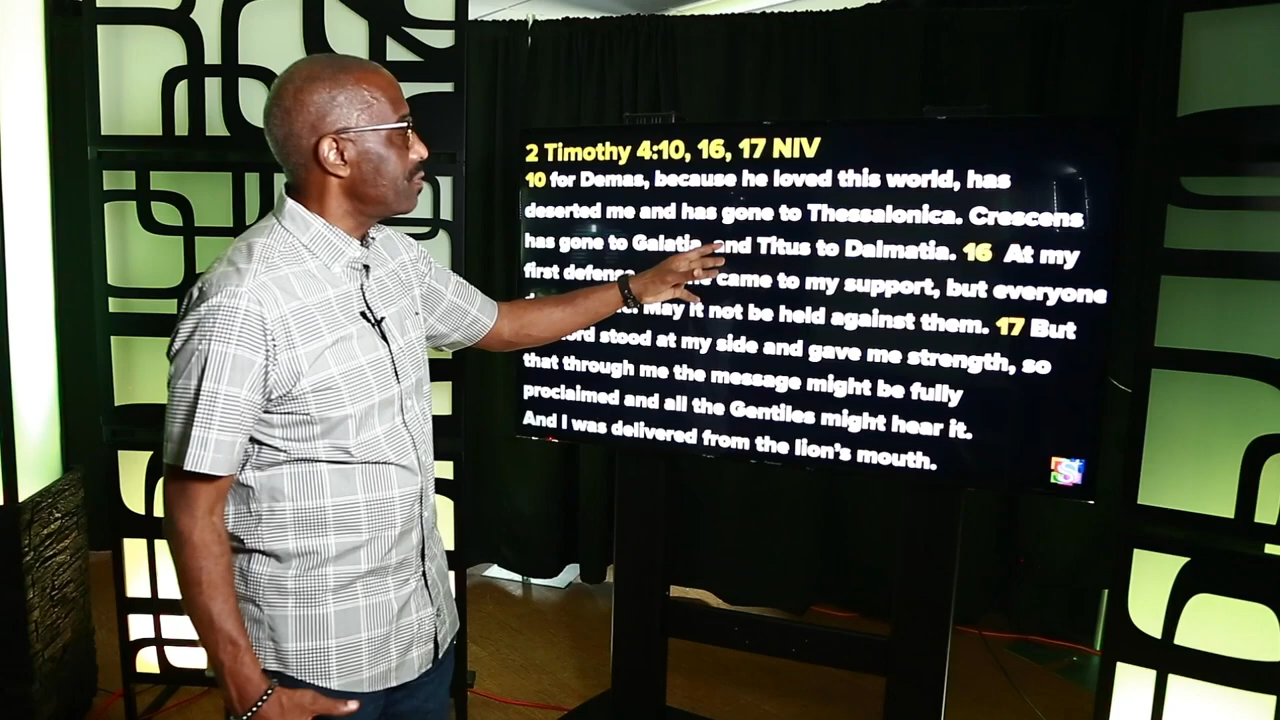 2 Timothy 4:10, 16, 17 NIV
10 for Demas, because he loved this world, has
deserted me and has gone to Thessalonica. Crescens
has gone to Galatia, and Titus to Dalmatia. 16 At my
first defense came to my support, but everyone
May it not be held against them. 17 But
stood at my side and gave me strength, so
that through me the message might be fully
proclaimed and all the Gentiles might hear it.
And I was delivered from the lion's mouth.